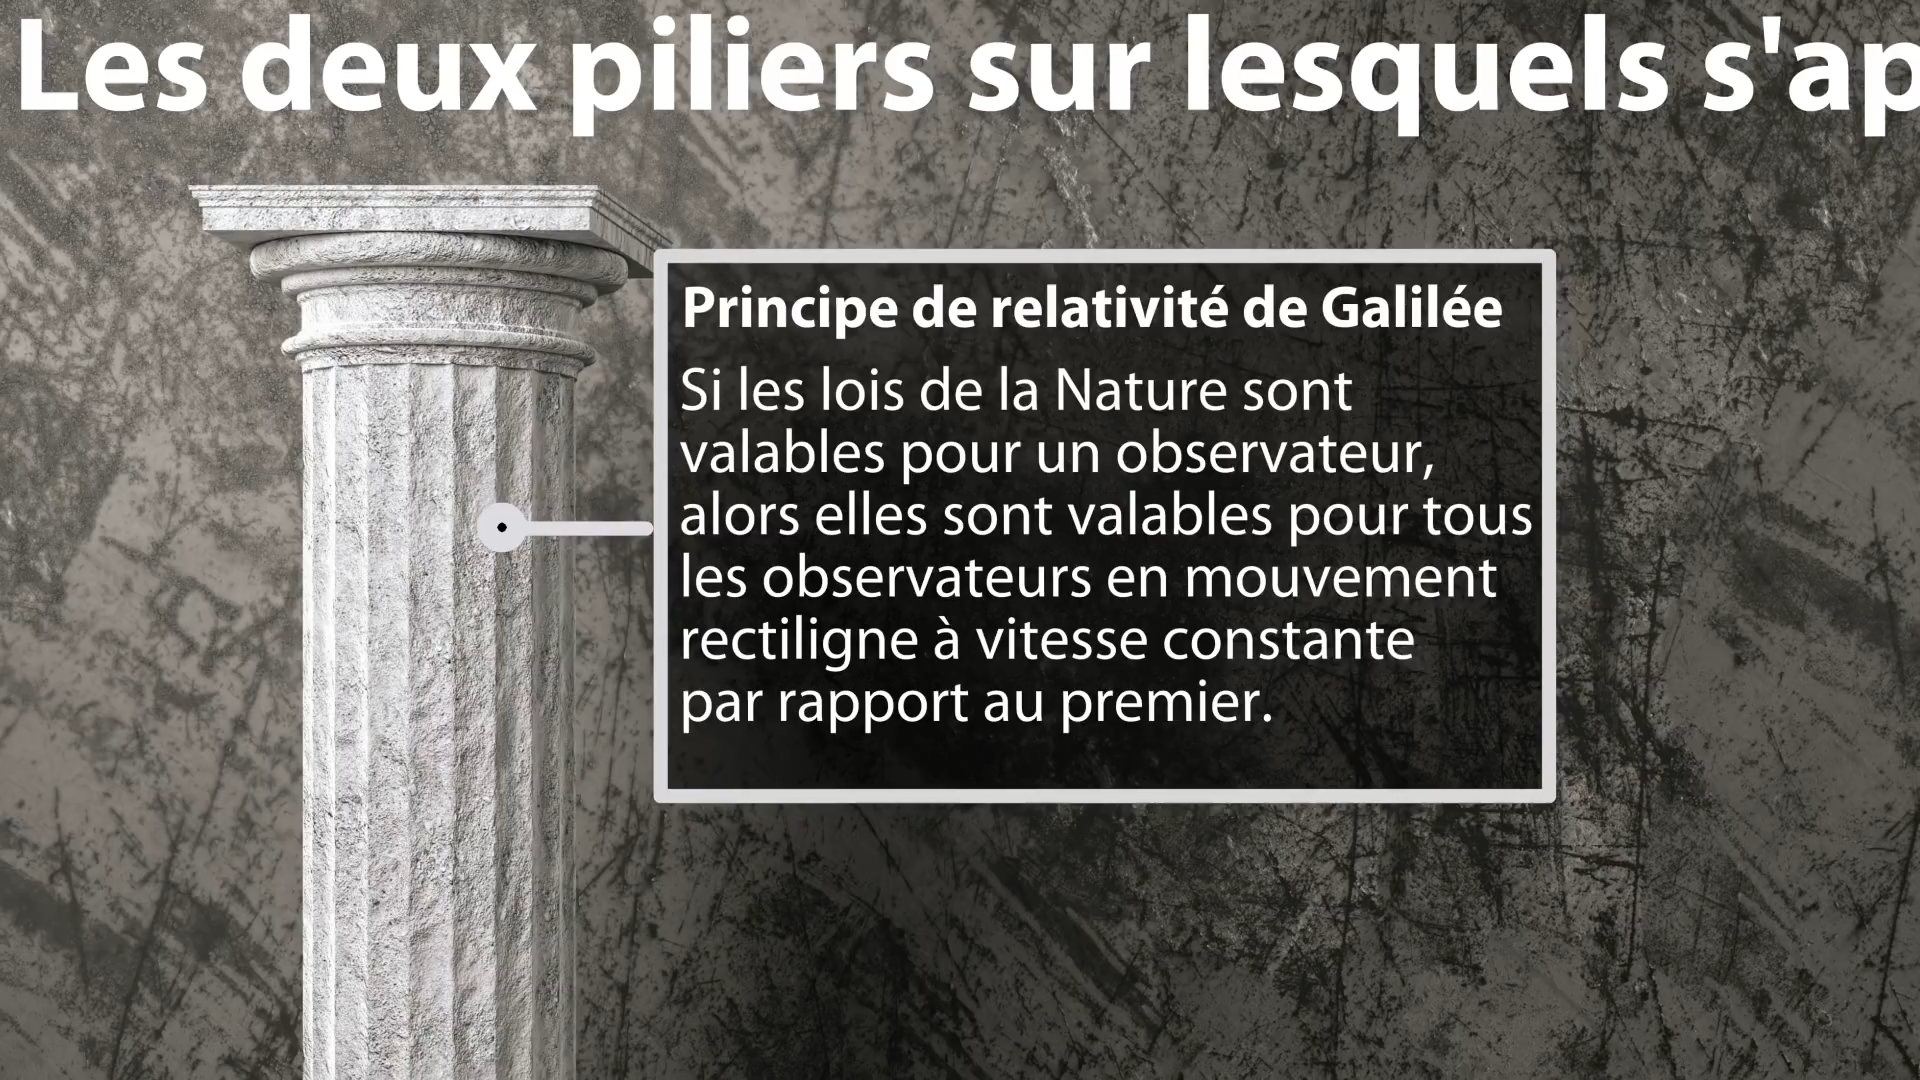 Les deux piliers sur lesquels s'ap
Principe de relativité de Galilée
Si les lois de la Nature sont
valables pour un observateur,
alors elles sont valables pour tous
les observateurs en mouvement
rectiligne à vitesse constante
par rapport au premier.